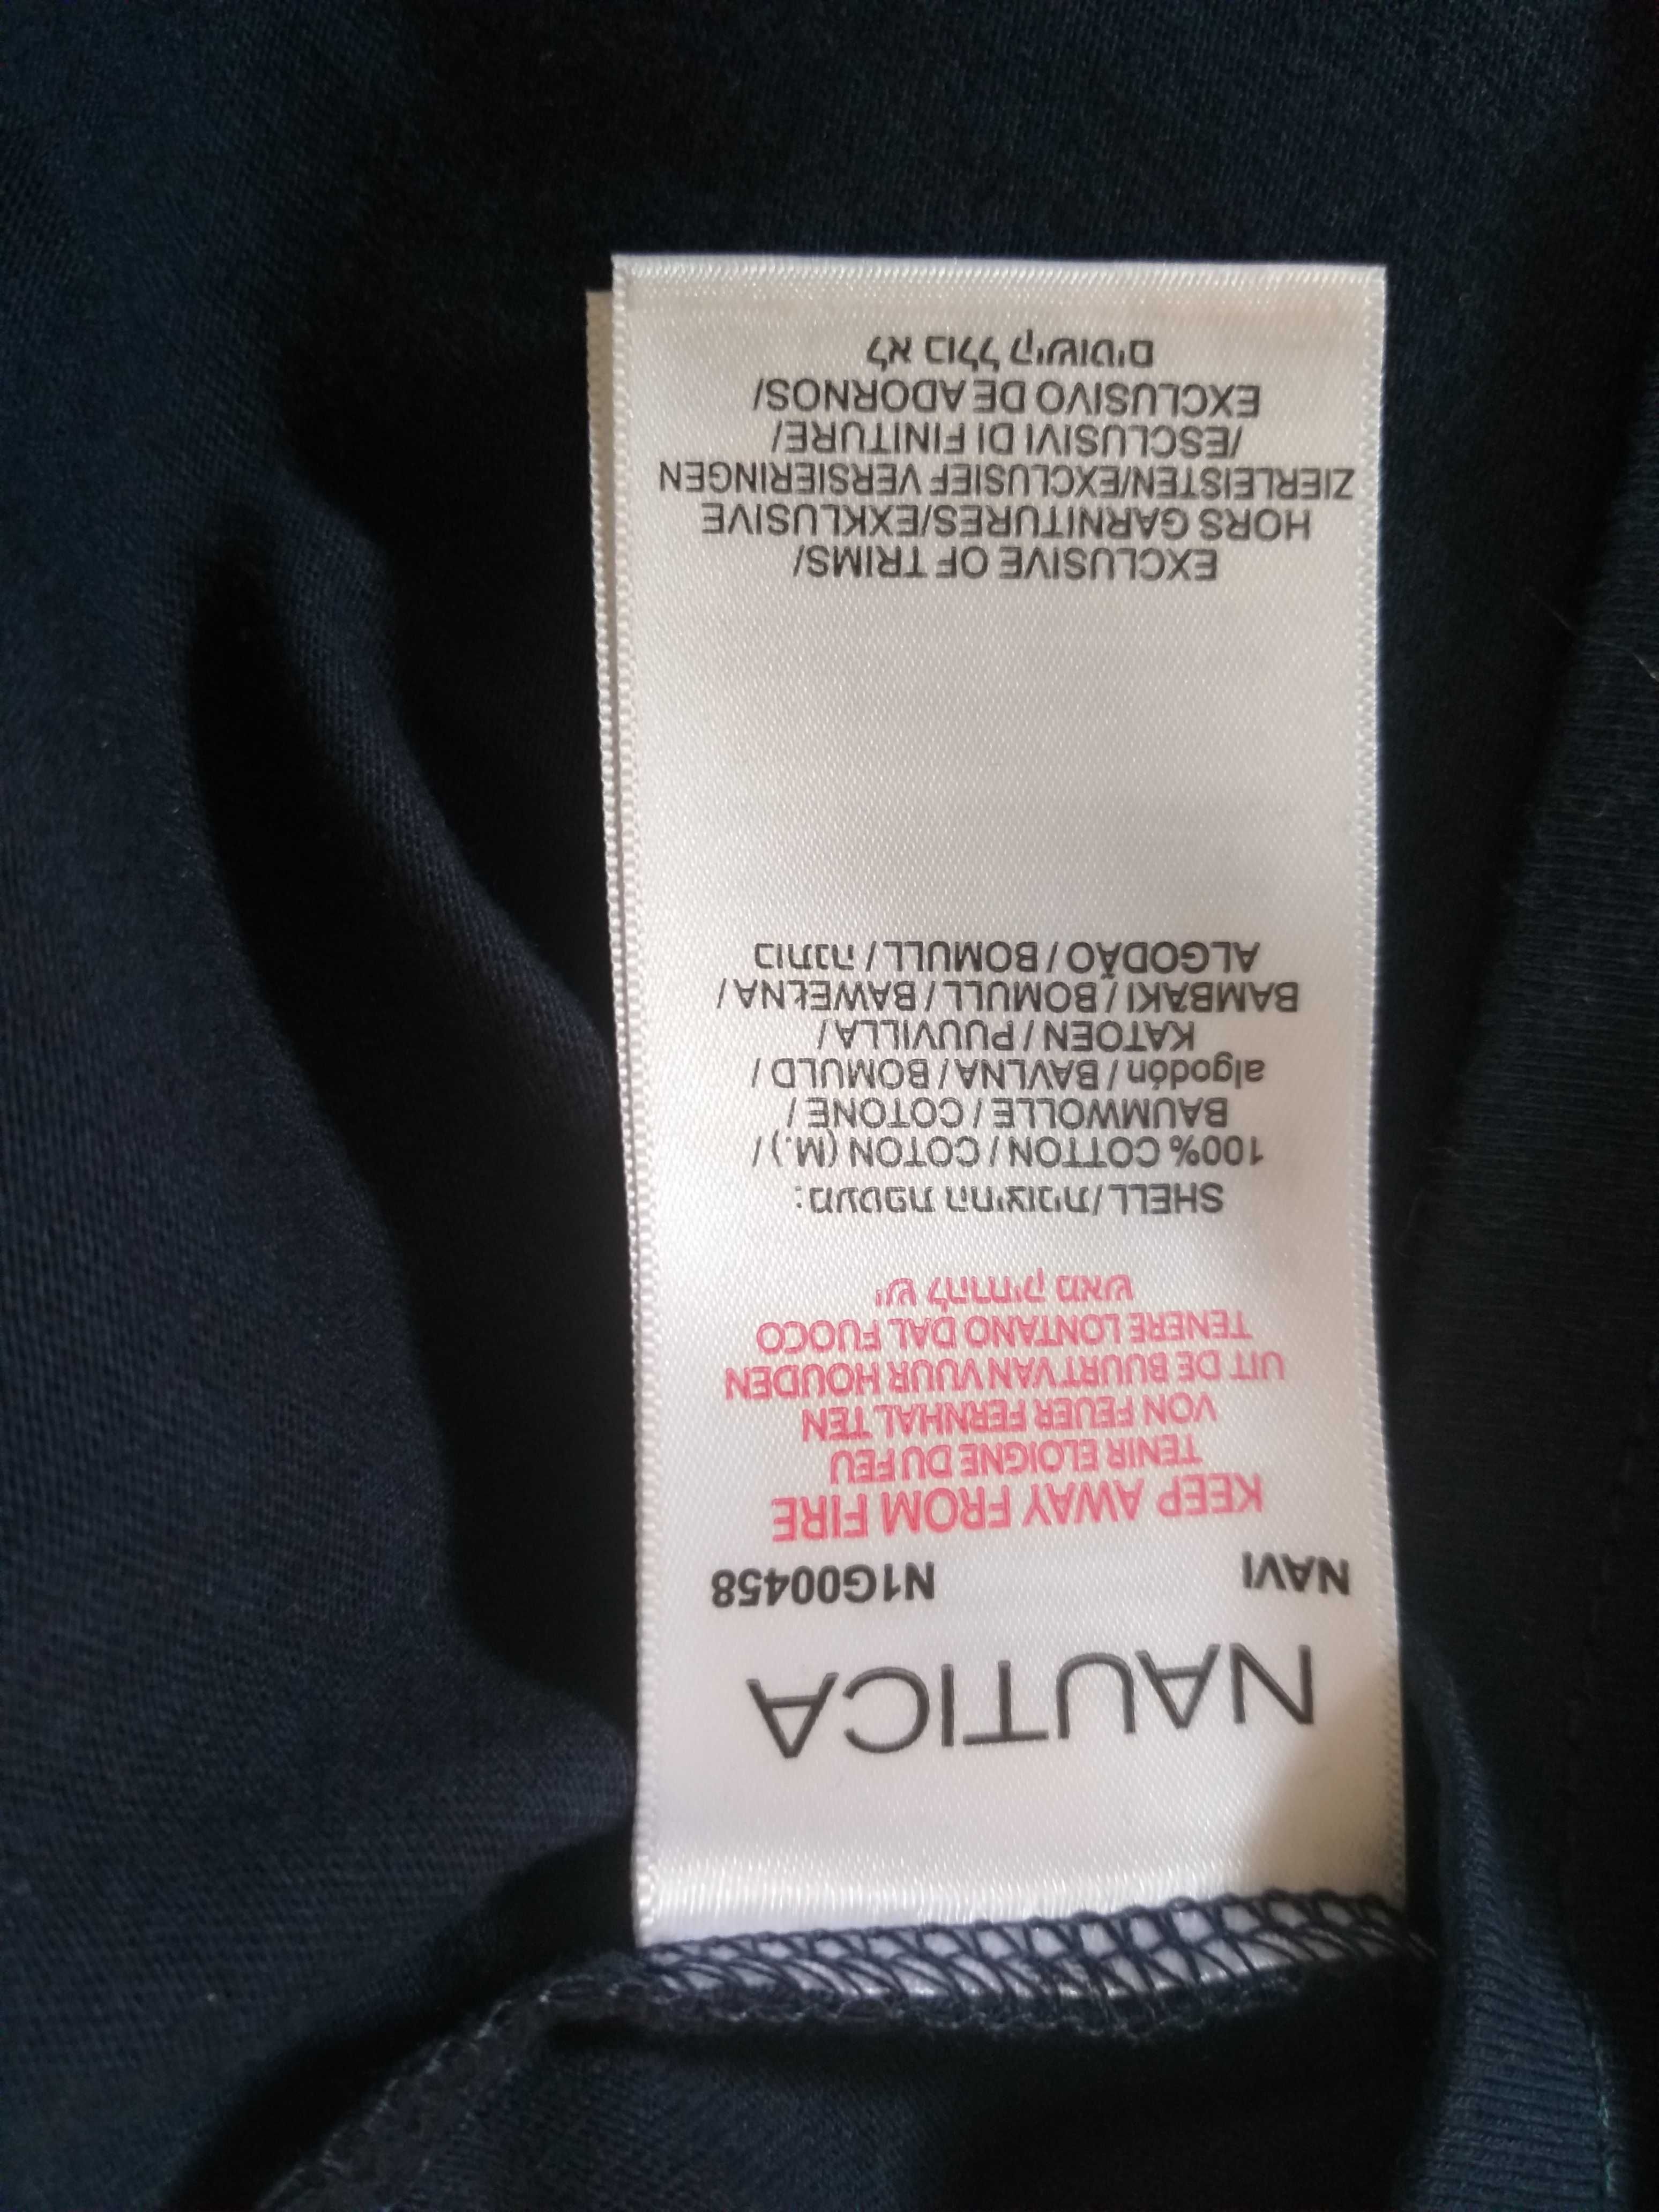 NAUTICA
NAVI N1G00458
KEEP AWAY FROM FIRE
TENIR ELOIGNE DU FEU
VON FEUER FERNHALTEN
UIT DE BUURT VAN VUUR HOUDEN
TENERE LONTANO DAL FUOCO
יש להרחיק מאש
SHELL/מעטפת החיצונית:
100% COTTON / COTON (M.) /
BAUMWOLLE / COTONE /
algodón / BAVLNA / BOMULD /
KATOEN / PUUVILLA /
BAMBAKI / BOMULL / BAWEŁNA /
ALGODÃO / BOMULL / כותנה
EXCLUSIVE OF TRIMS/
HORS GARNITURES/EXKLUSIVE
ZIERLEISTEN/EXCLUSIEF VERSIERINGEN
/ESCLUSIVI DI FINITURE/
EXCLUSIVO DE ADORNOS/
לא כולל קישוטים